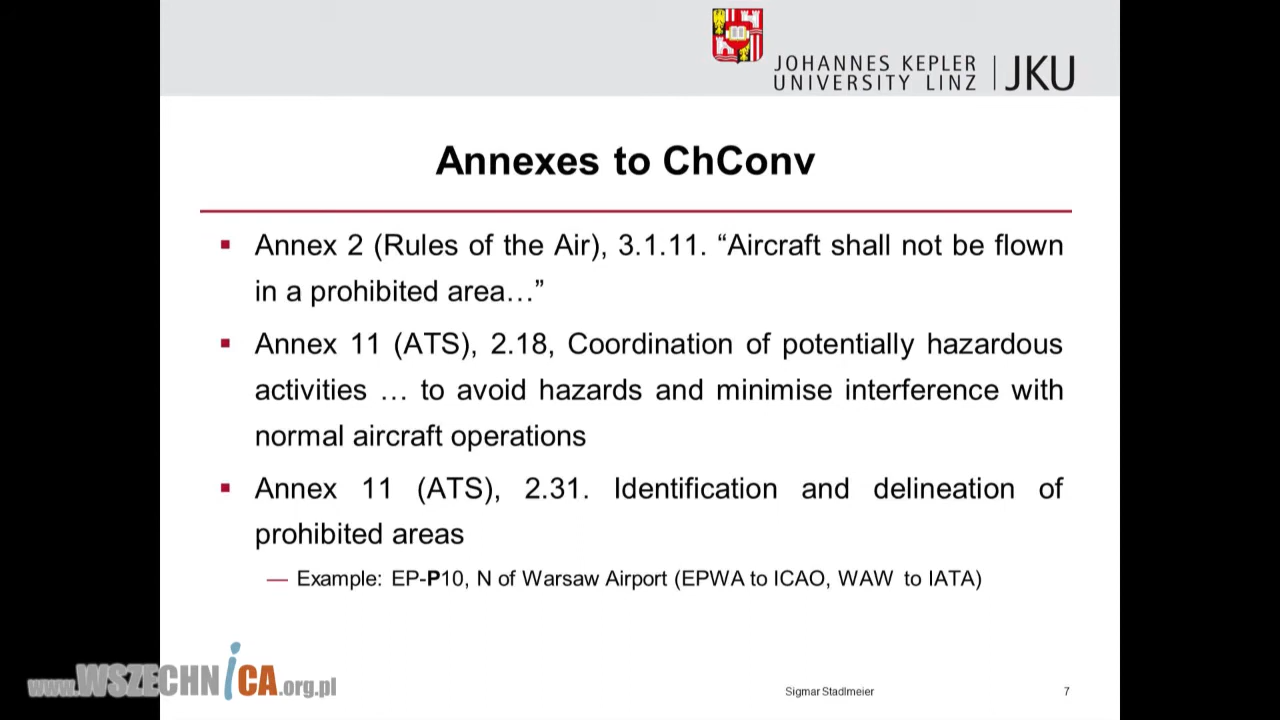 JOHANNES KEPLER
UNIVERSITY LINZ | JKU
Annexes to ChConv
▪ Annex 2 (Rules of the Air), 3.1.11. “Aircraft shall not be flown
in a prohibited area…”
▪ Annex 11 (ATS), 2.18, Coordination of potentially hazardous
activities … to avoid hazards and minimise interference with
normal aircraft operations
▪ Annex 11 (ATS), 2.31. Identification and delineation of
prohibited areas
— Example: EP-P10, N of Warsaw Airport (EPWA to ICAO, WAW to IATA)
www.WSZECHNiCA.org.pl
Sigmar Stadlmeier
7